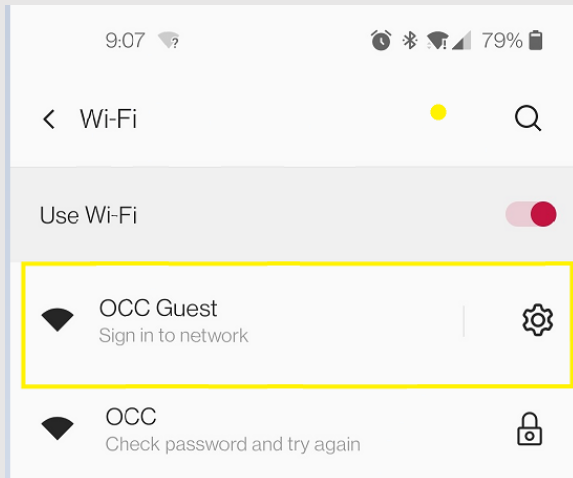 9:07 79%
Wi-Fi
Use Wi-Fi
OCC Guest
Sign in to network
OCC
Check password and try again